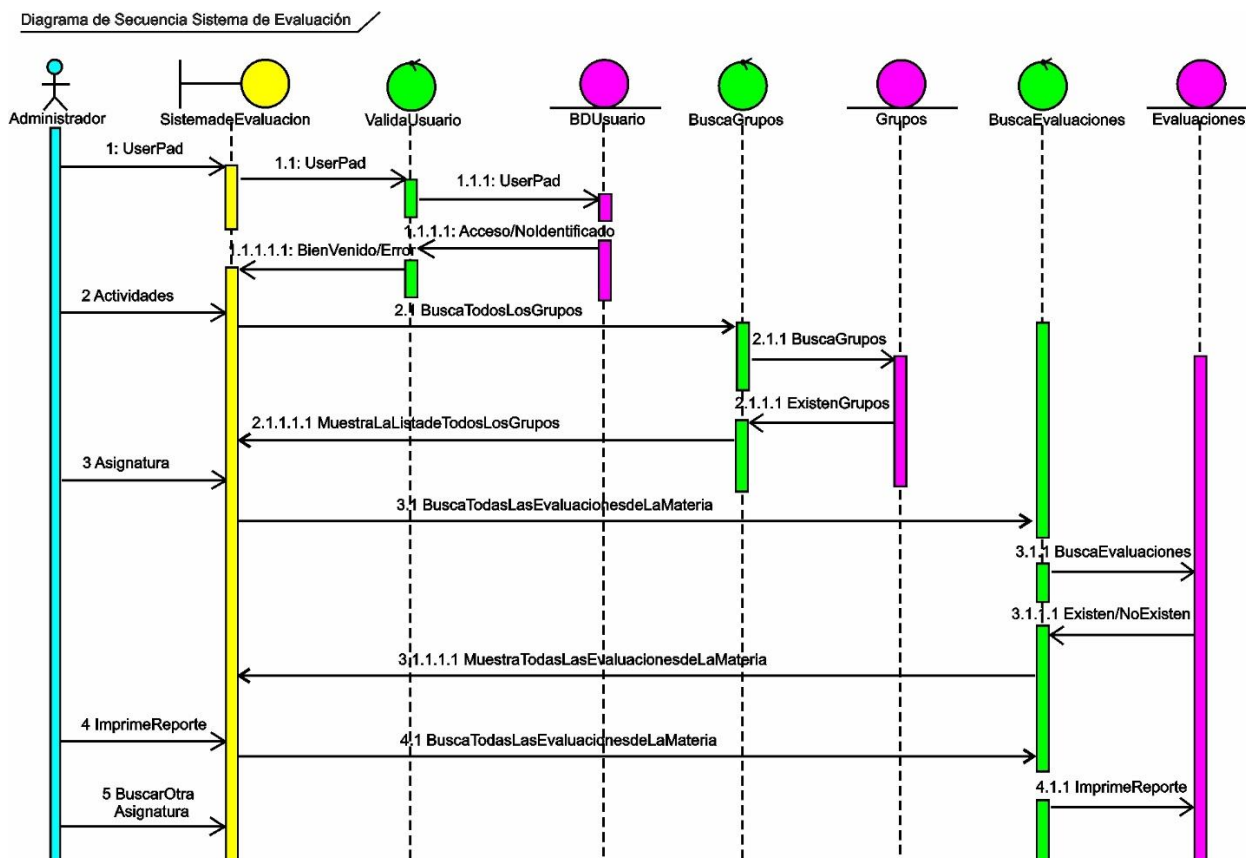 Diagrama de Secuencia Sistema de Evaluación
Administrador
SistemadeEvaluacion
ValidaUsuario
BDUsuario
BuscaGrupos
Grupos
BuscaEvaluaciones
Evaluaciones
1: UserPad
1.1: UserPad
1.1.1: UserPad
1.1.1.1: Acceso/NoIdentificado
1.1.1.1.1: BienVenido/Error
2 Actividades
2.1 BuscaTodosLosGrupos
2.1.1 BuscaGrupos
2.1.1.1 ExistenGrupos
2.1.1.1.1 MuestraLaListadeTodosLosGrupos
3 Asignatura
3.1 BuscaTodasLasEvaluacionesdeLaMateria
3.1.1 BuscaEvaluaciones
3.1.1.1 Existen/NoExisten
3.1.1.1.1 MuestraTodasLasEvaluacionesdeLaMateria
4 ImprimeReporte
4.1 BuscaTodasLasEvaluacionesdeLaMateria
4.1.1 ImprimeReporte
5 BuscarOtra
Asignatura